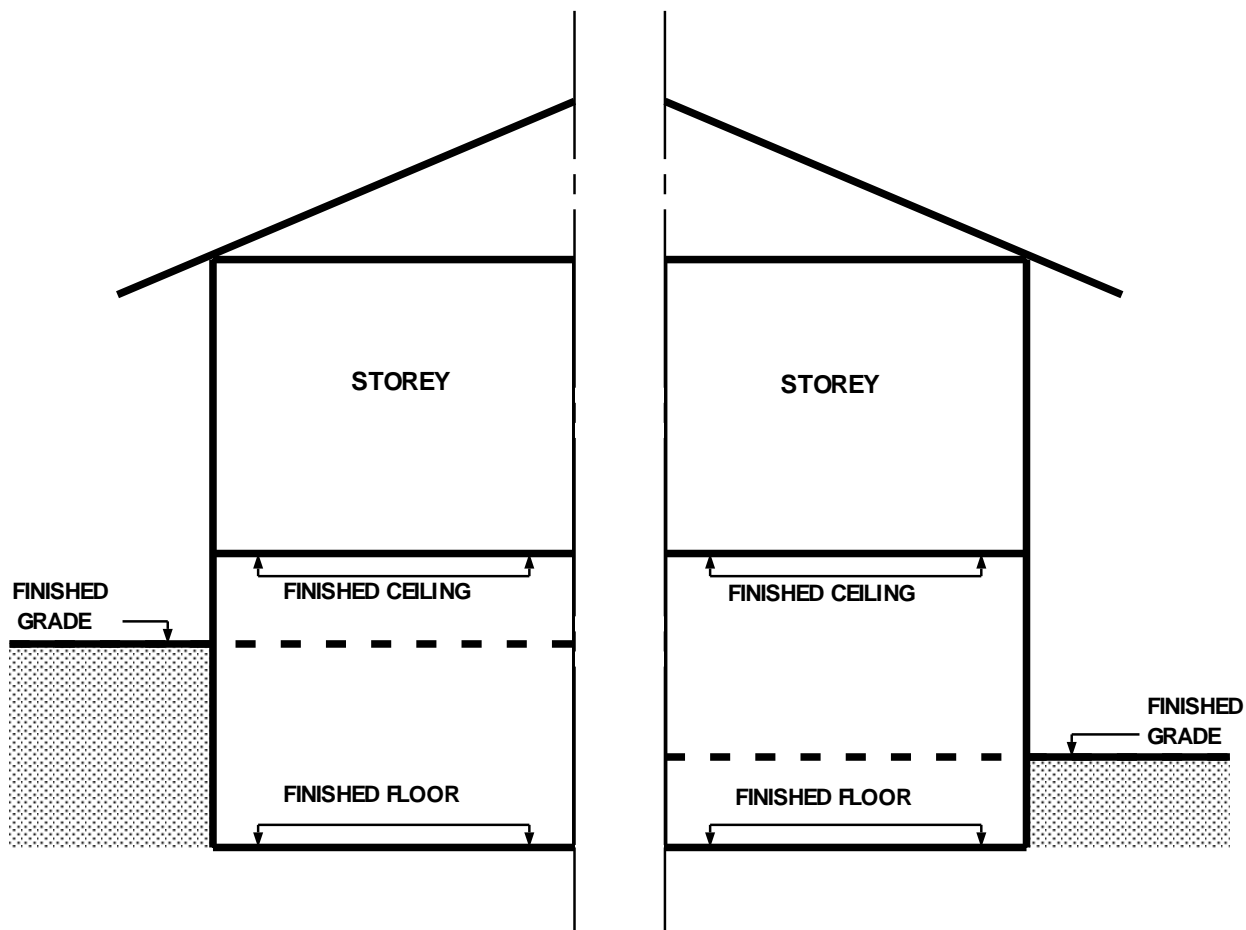 STOREY
STOREY
FINISHED CEILING
FINISHED CEILING
FINISHED
GRADE
FINISHED
GRADE
FINISHED FLOOR
FINISHED FLOOR